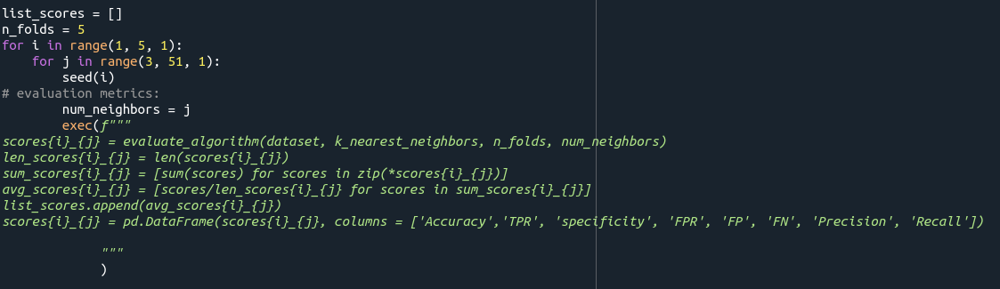 list_scores = []
n_folds = 5
for i in range(1, 5, 1):
    for j in range(3, 51, 1):
        seed(i)
# evaluation metrics:
        num_neighbors = j
        exec(f"""
scores{i}_{j} = evaluate_algorithm(dataset, k_nearest_neighbors, n_folds, num_neighbors)
len_scores{i}_{j} = len(scores{i}_{j})
sum_scores{i}_{j} = [sum(scores) for scores in zip(*scores{i}_{j})]
avg_scores{i}_{j} = [scores/len_scores{i}_{j} for scores in sum_scores{i}_{j}]
list_scores.append(avg_scores{i}_{j})
scores{i}_{j} = pd.DataFrame(scores{i}_{j}, columns = ['Accuracy','TPR', 'specificity', 'FPR', 'FP', 'FN', 'Precision', 'Recall'])
             """
             )